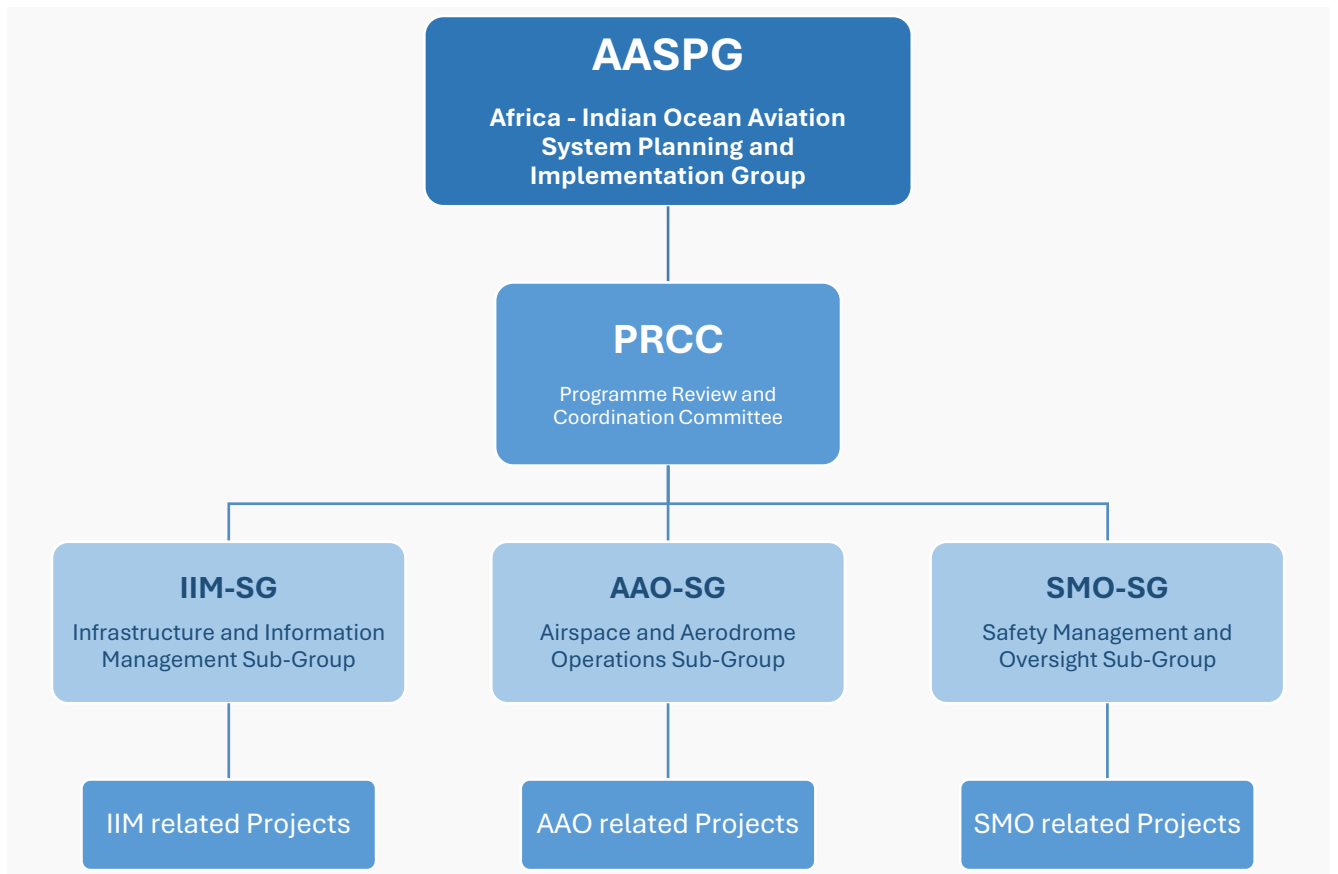 AASPG
Africa - Indian Ocean Aviation
System Planning and
Implementation Group
PRCC
Programme Review and
Coordination Committee
IIM-SG
Infrastructure and Information
Management Sub-Group
AAO-SG
Airspace and Aerodrome
Operations Sub-Group
SMO-SG
Safety Management and
Oversight Sub-Group
IIM related Projects
AAO related Projects
SMO related Projects